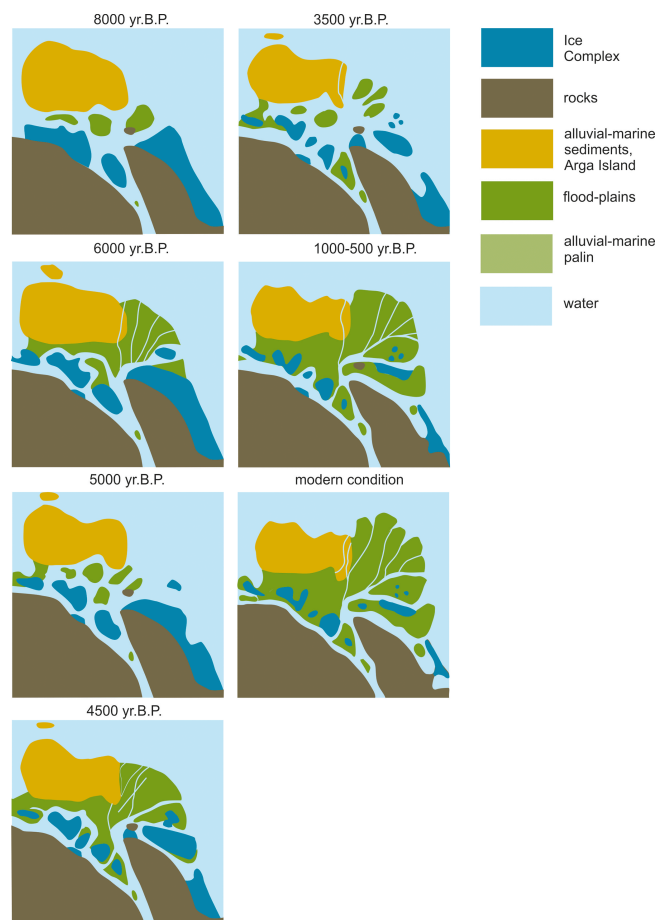 8000 yr.B.P.
3500 yr.B.P.
6000 yr.B.P.
1000-500 yr.B.P.
5000 yr.B.P.
modern condition
4500 yr.B.P.
Ice
Complex
rocks
alluvial-marine
sediments,
Arga Island
flood-plains
alluvial-marine
palin
water